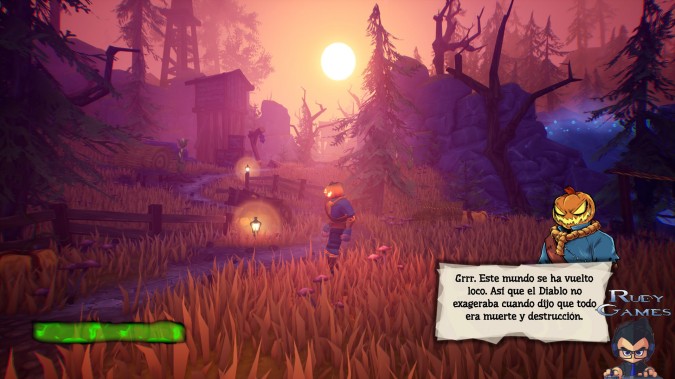 Grrr. Este mundo se ha vuelto
loco. Así que el Diablo no
exageraba cuando dijo que todo
era muerte y destrucción.
RUBY
GAMES